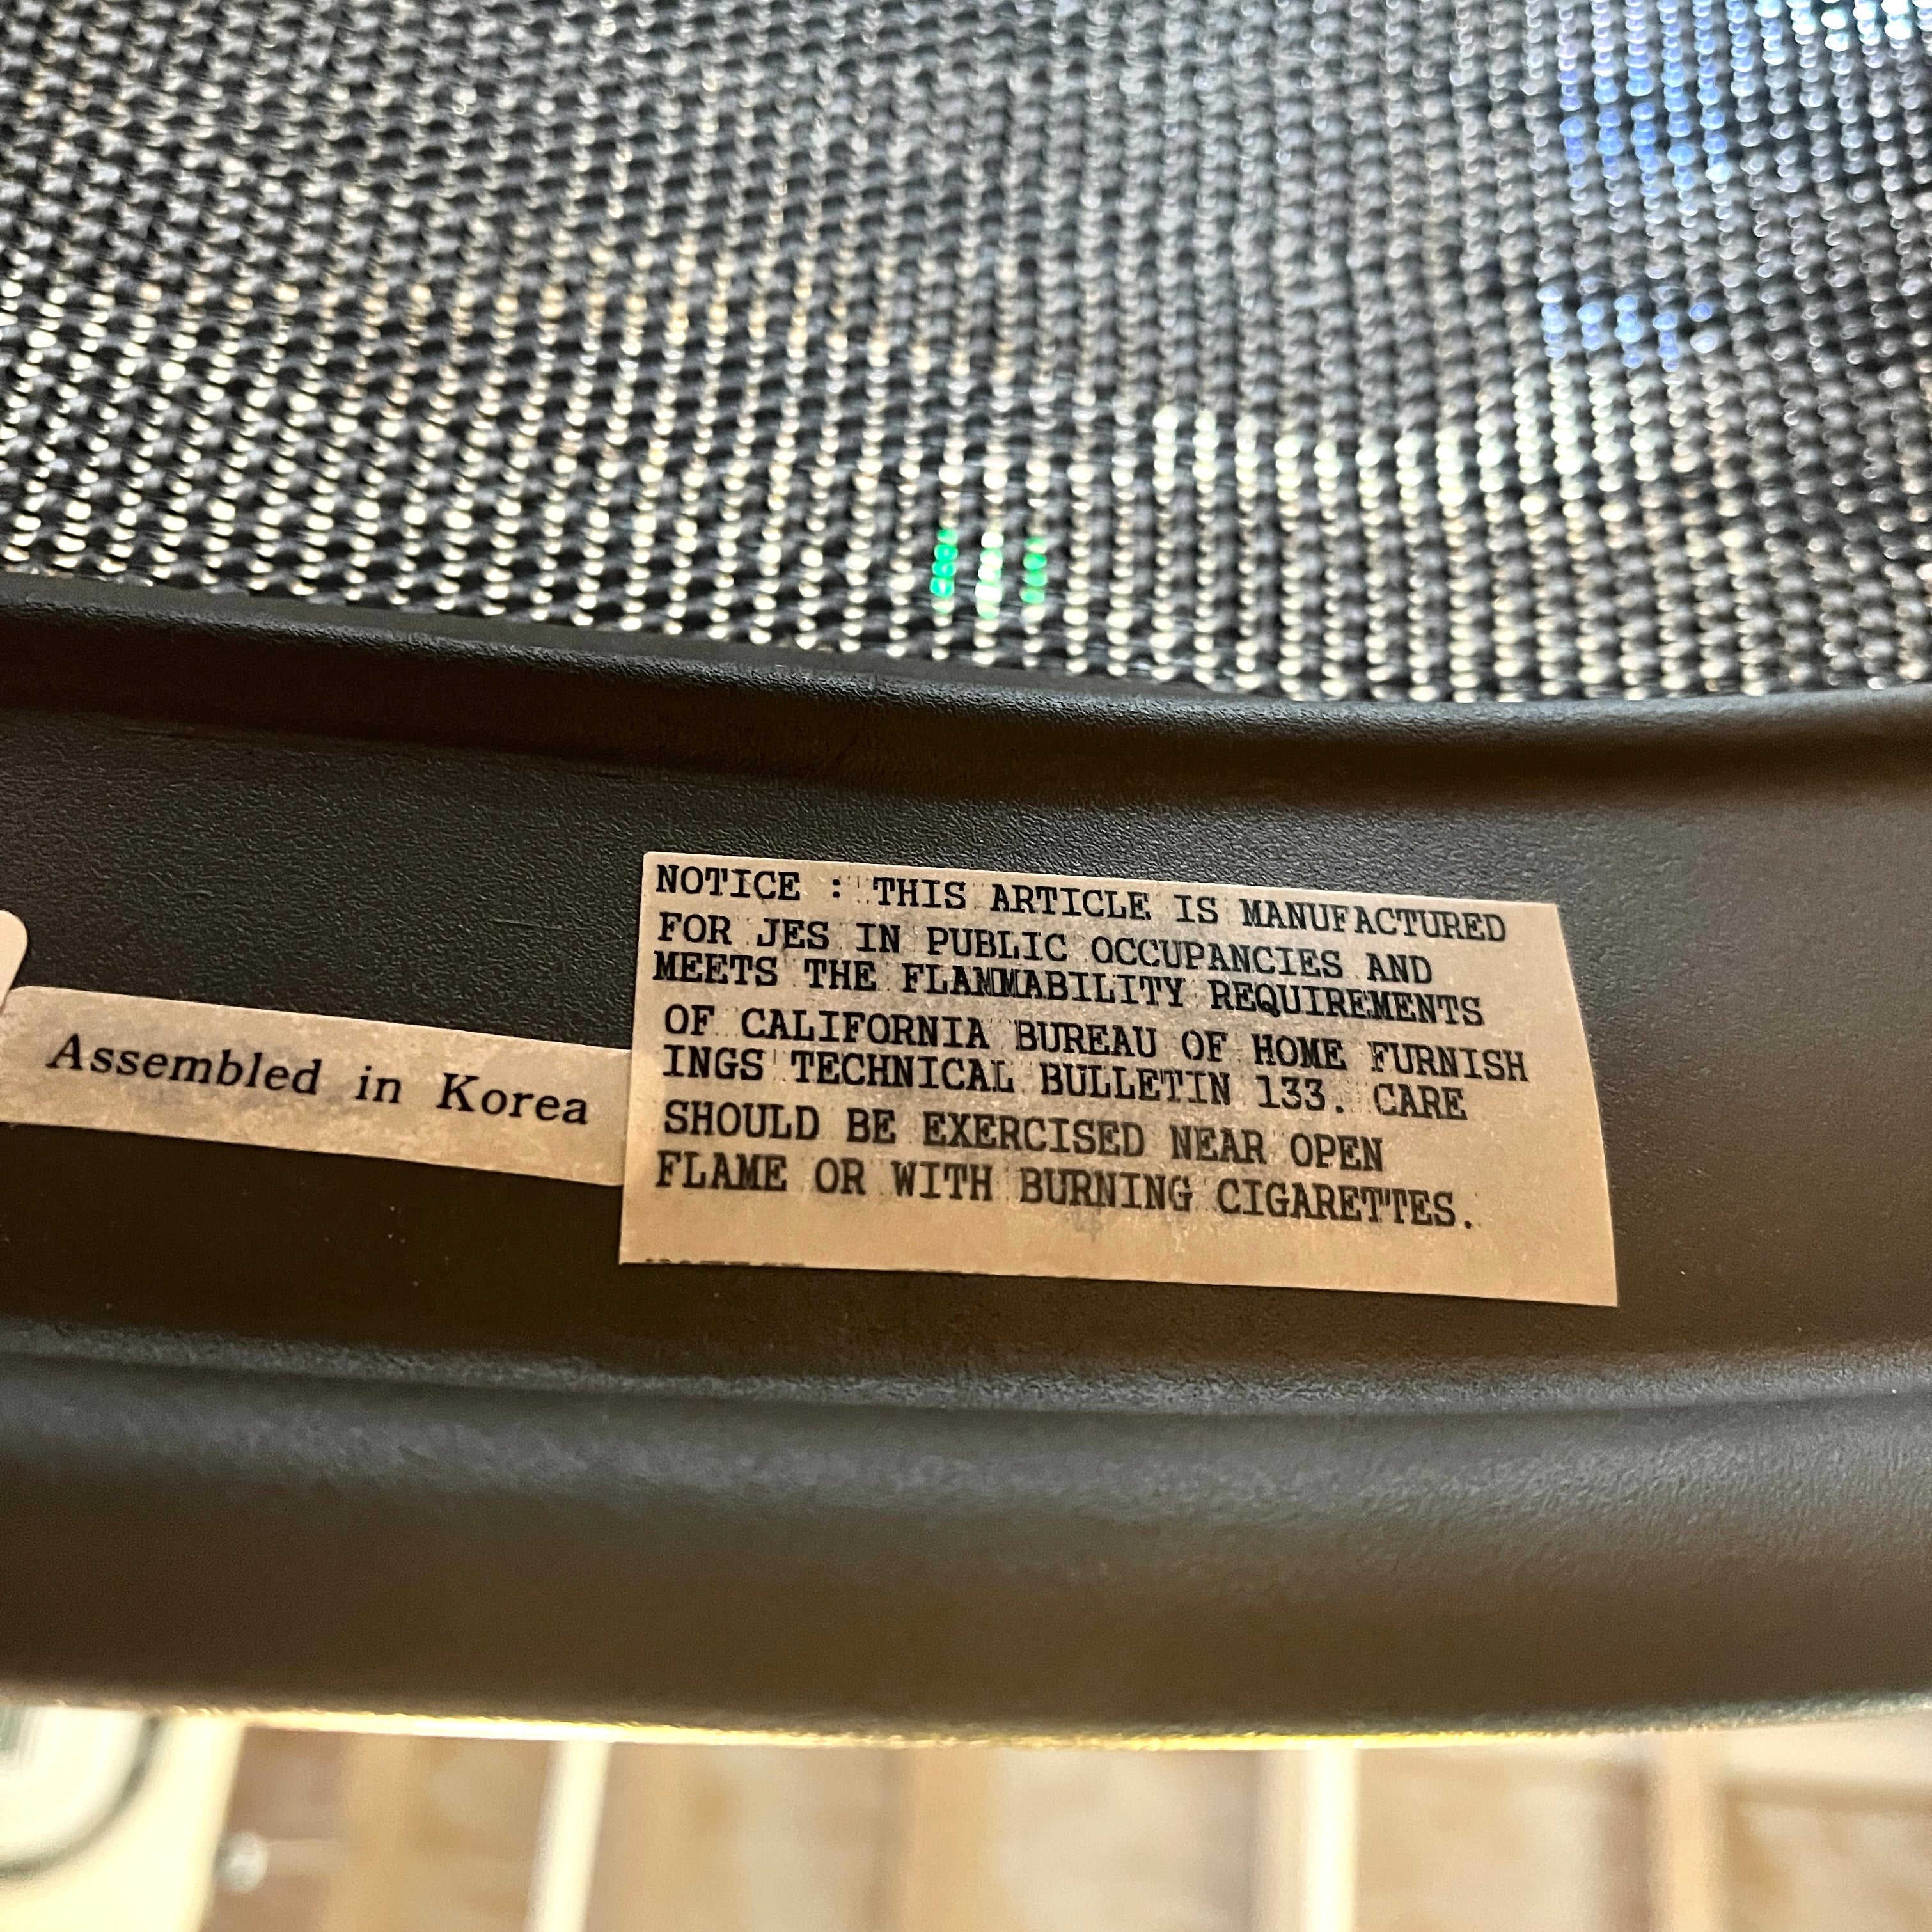 Assembled in Korea
NOTICE : THIS ARTICLE IS MANUFACTURED
FOR JES IN PUBLIC OCCUPANCIES AND
MEETS THE FLAMMABILITY REQUIREMENTS
OF CALIFORNIA BUREAU OF HOME FURNISH
INGS TECHNICAL BULLETIN 133. CARE
SHOULD BE EXERCISED NEAR OPEN
FLAME OR WITH BURNING CIGARETTES.